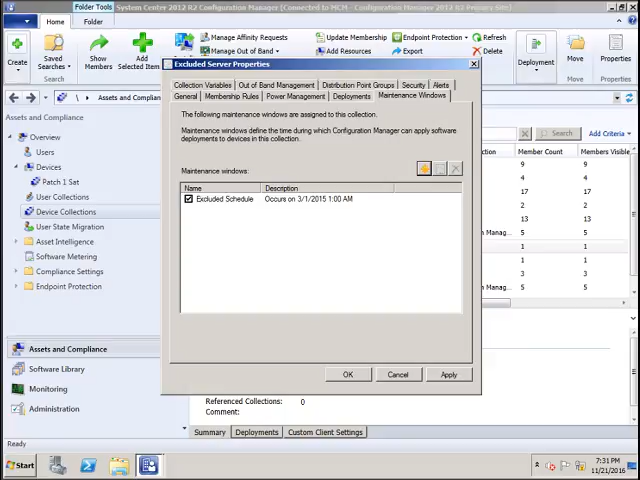 Folder Tools System Center 2012 R2 Configuration Manager (Connected to MCM - Configuration Manager 2012 R2 Primary Site)
Home Folder
Create
Saved Searches
Show Members
Add Selected Item
Manage Affinity Requests
Manage Out of Band
Update Membership
Add Resources
Endpoint Protection
Export
Refresh
Delete
Deployment
Move
Properties
Assets and Complian
Assets and Compliance
Overview
Users
Devices
Patch 1 Sat
User Collections
Device Collections
User State Migration
Asset Intelligence
Software Metering
Compliance Settings
Endpoint Protection
Assets and Compliance
Software Library
Monitoring
Administration
Excluded Server Properties
Collection Variables Out of Band Management Distribution Point Groups Security Alerts
General Membership Rules Power Management Deployments Maintenance Windows
The following maintenance windows are assigned to this collection.
Maintenance windows define the time during which Configuration Manager can apply software
deployments to devices in this collection.
Maintenance windows:
Name Description
Excluded Schedule Occurs on 3/1/2015 1:00 AM
OK Cancel Apply
Search Add Criteria
ction Member Count Members Visible
9 9
4 4
17 17
2 2
13 13
on Manag... 5 5
1 1
1 1
3 3
on Manag... 5 5
Referenced Collections: 0
Comment:
Summary Deployments Custom Client Settings
Ready
Start
7:31 PM
11/21/2016